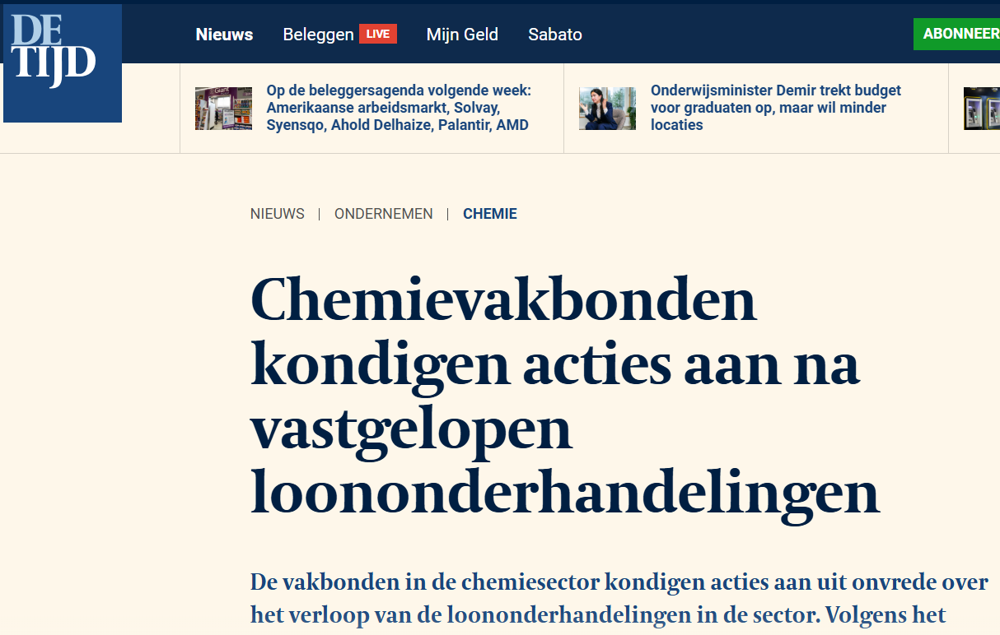 DE
TIJD
Nieuws Beleggen LIVE Mijn Geld Sabato
ABONNEER
Op de beleggersagenda volgende week:
Amerikaanse arbeidsmarkt, Solvay,
Syensqo, Ahold Delhaize, Palantir, AMD
Onderwijsminister Demir trekt budget
voor graduaten op, maar wil minder
locaties
NIEUWS | ONDERNEMEN | CHEMIE
Chemievakbonden
kondigen acties aan na
vastgelopen
loononderhandelingen
De vakbonden in de chemiesector kondigen acties aan uit onvrede over
het verloop van de loononderhandelingen in de sector. Volgens het